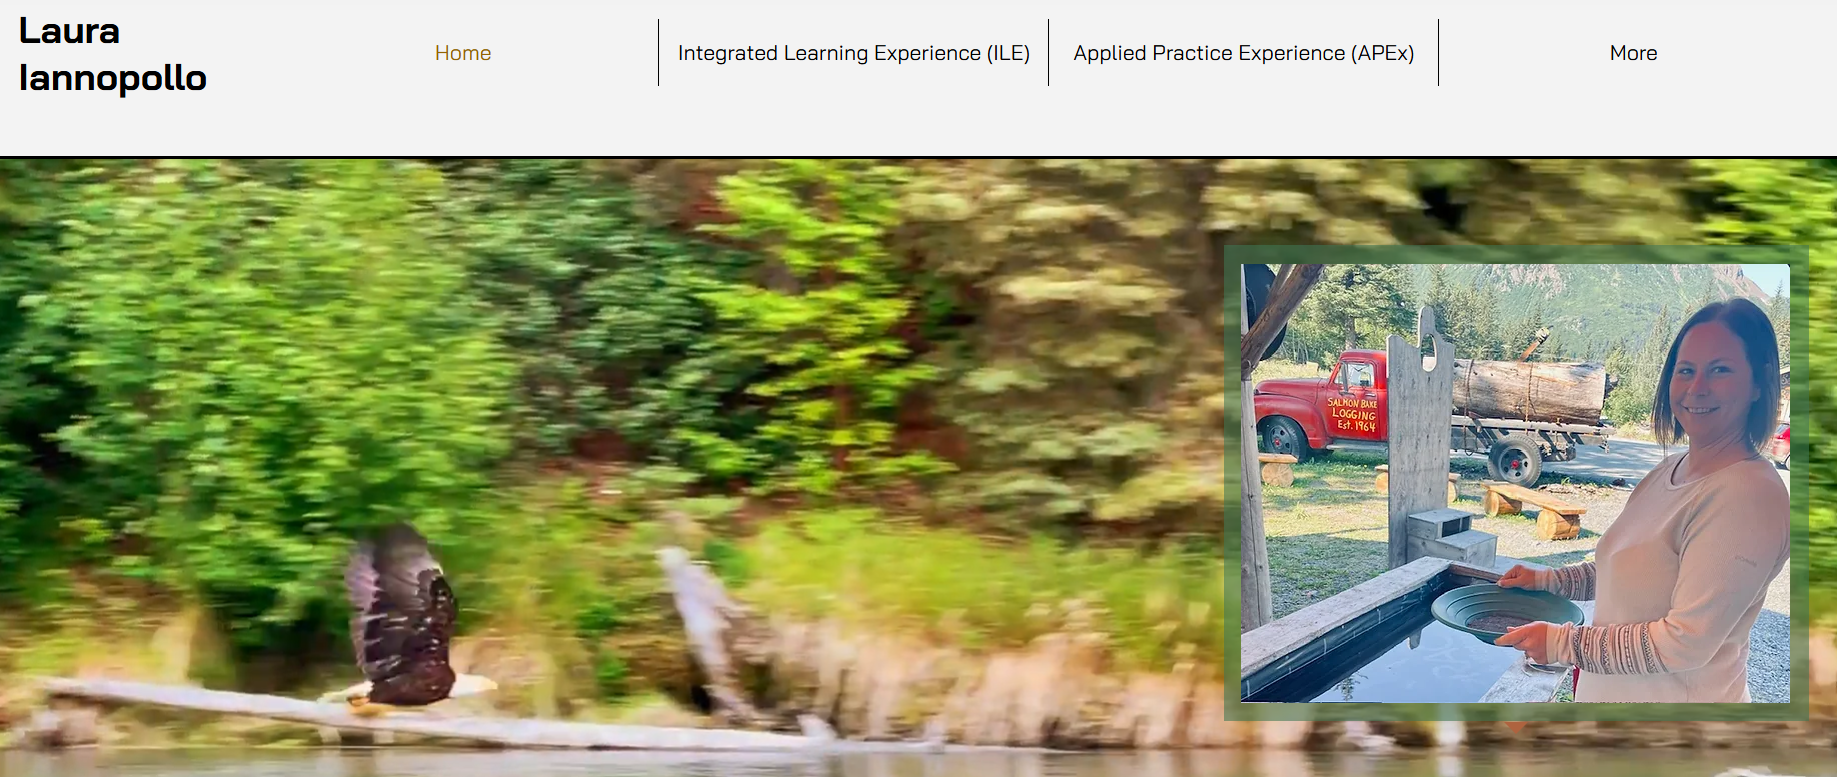 Laura
Iannopollo
Home
Integrated Learning Experience (ILE)
Applied Practice Experience (APEx)
More
SALMON BAKE
LOGGING
Est. 1964